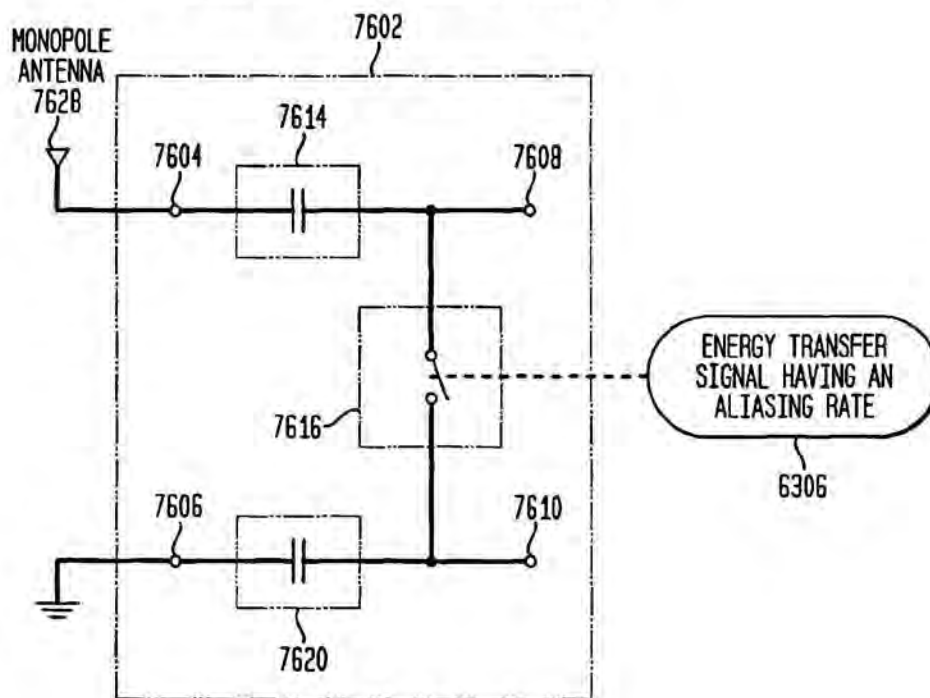 7602
MONOPOLE
ANTENNA
7628
7614
7604
7608
ENERGY TRANSFER
SIGNAL HAVING AN
ALIASING RATE
7616
6306
7606
7610
7620